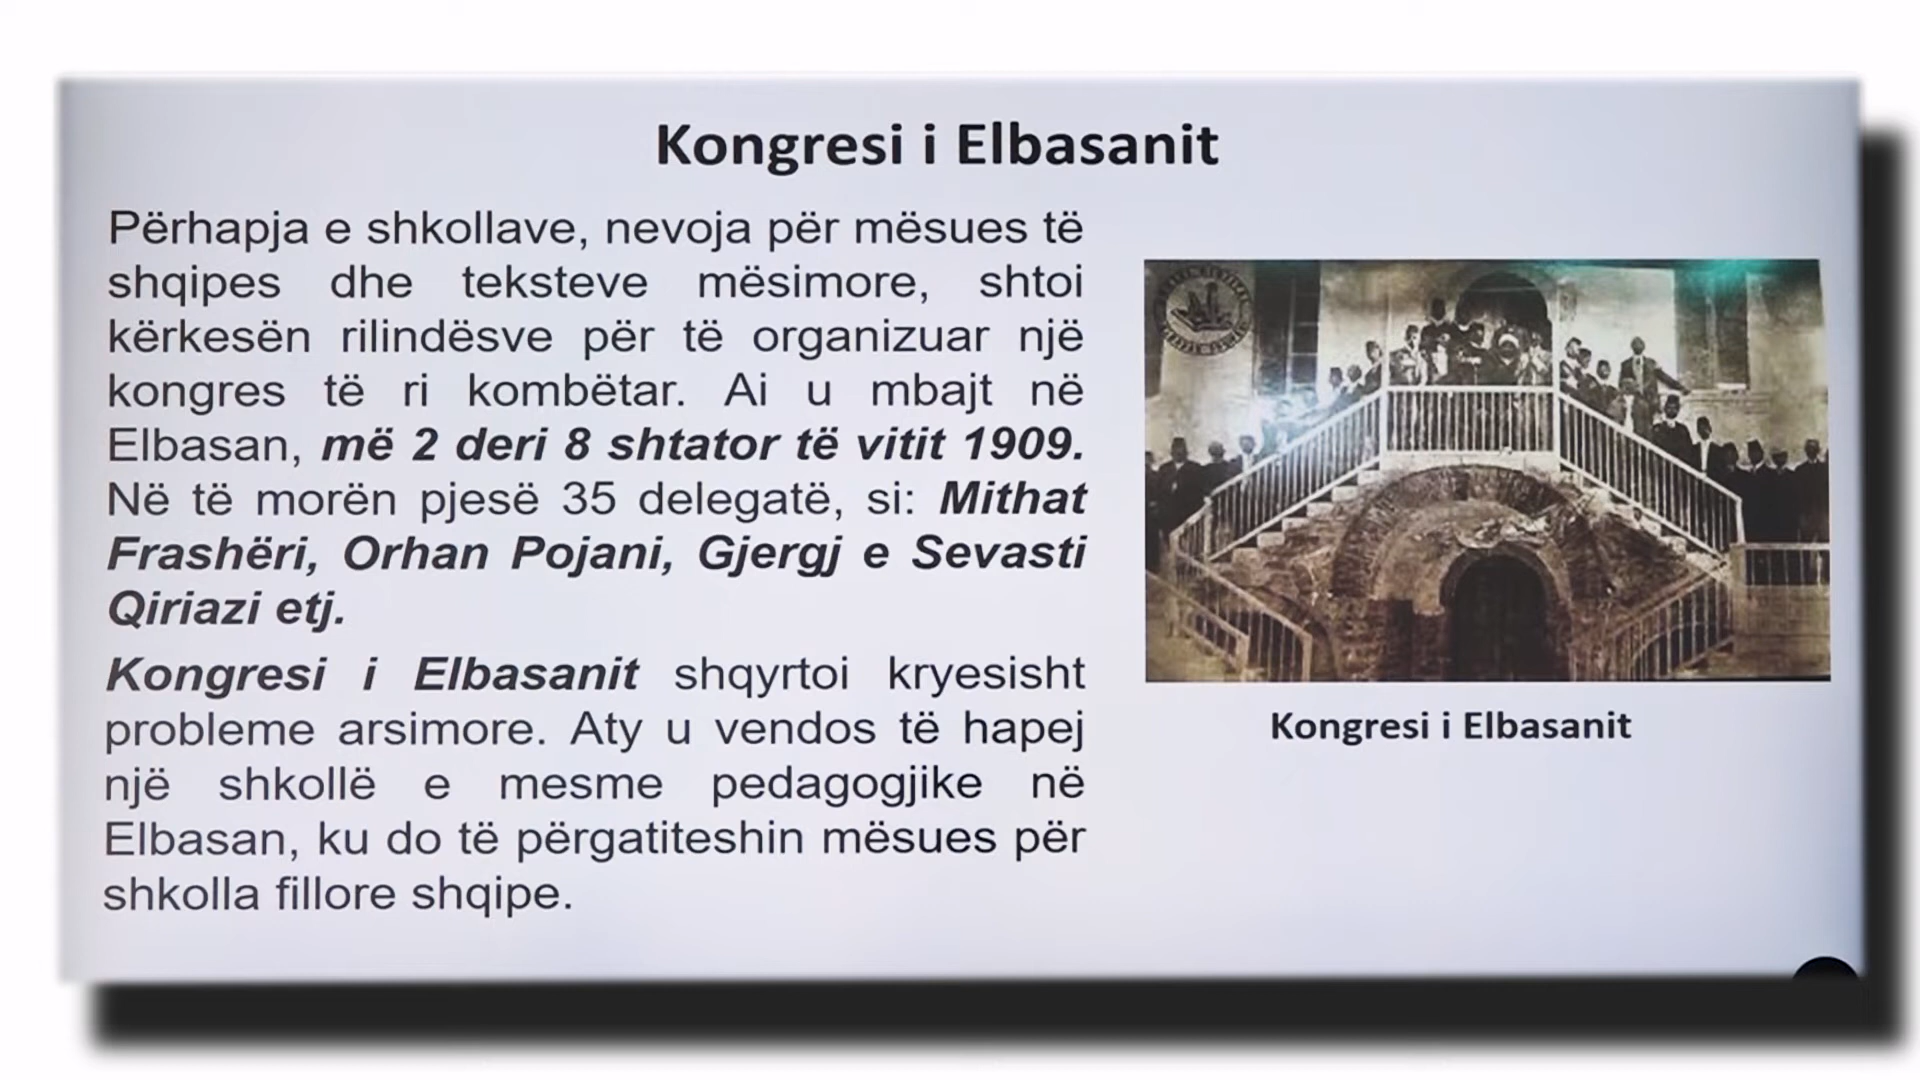 Kongresi i Elbasanit
Përhapja e shkollave, nevoja për mësues të
shqipes dhe teksteve mësimore, shtoi
kërkesën rilindësve për të organizuar një
kongres të ri kombëtar. Ai u mbajt në
Elbasan, më 2 deri 8 shtator të vitit 1909.
Në të morën pjesë 35 delegatë, si: Mithat
Frashëri, Orhan Pojani, Gjergj e Sevasti
Qiriazi etj.
Kongresi i Elbasanit shqyrtoi kryesisht
probleme arsimore. Aty u vendos të hapej
një shkollë e mesme pedagogjike në
Elbasan, ku do të përgatiteshin mësues për
shkolla fillore shqipe.
Kongresi i Elbasanit